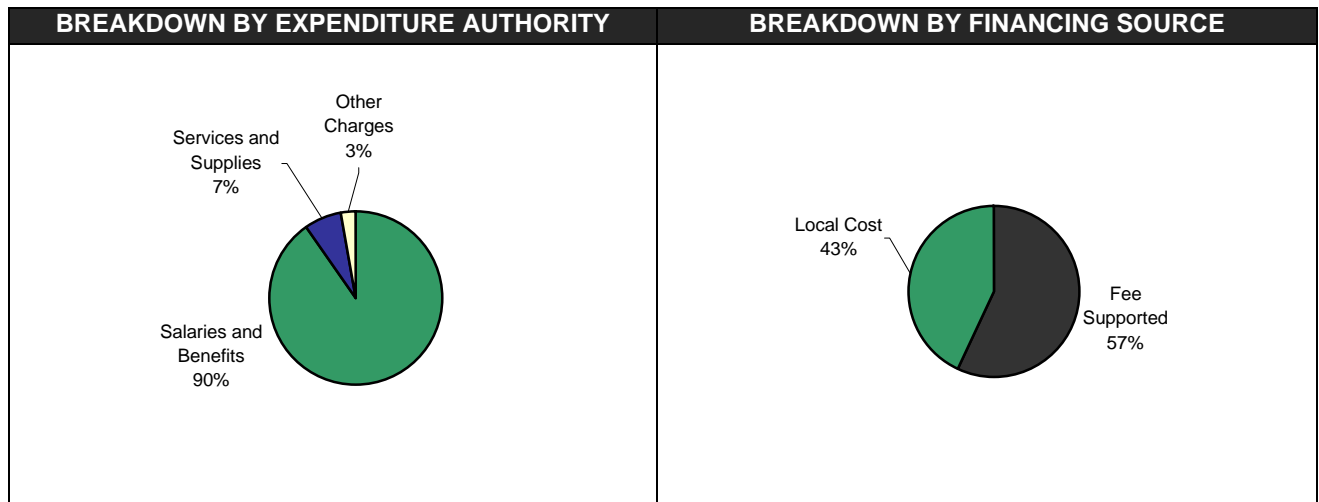 BREAKDOWN BY EXPENDITURE AUTHORITY
Other
Charges
3%
Services and
Supplies
7%
Salaries and
Benefits
90%
BREAKDOWN BY FINANCING SOURCE
Local Cost
43%
Fee
Supported
57%